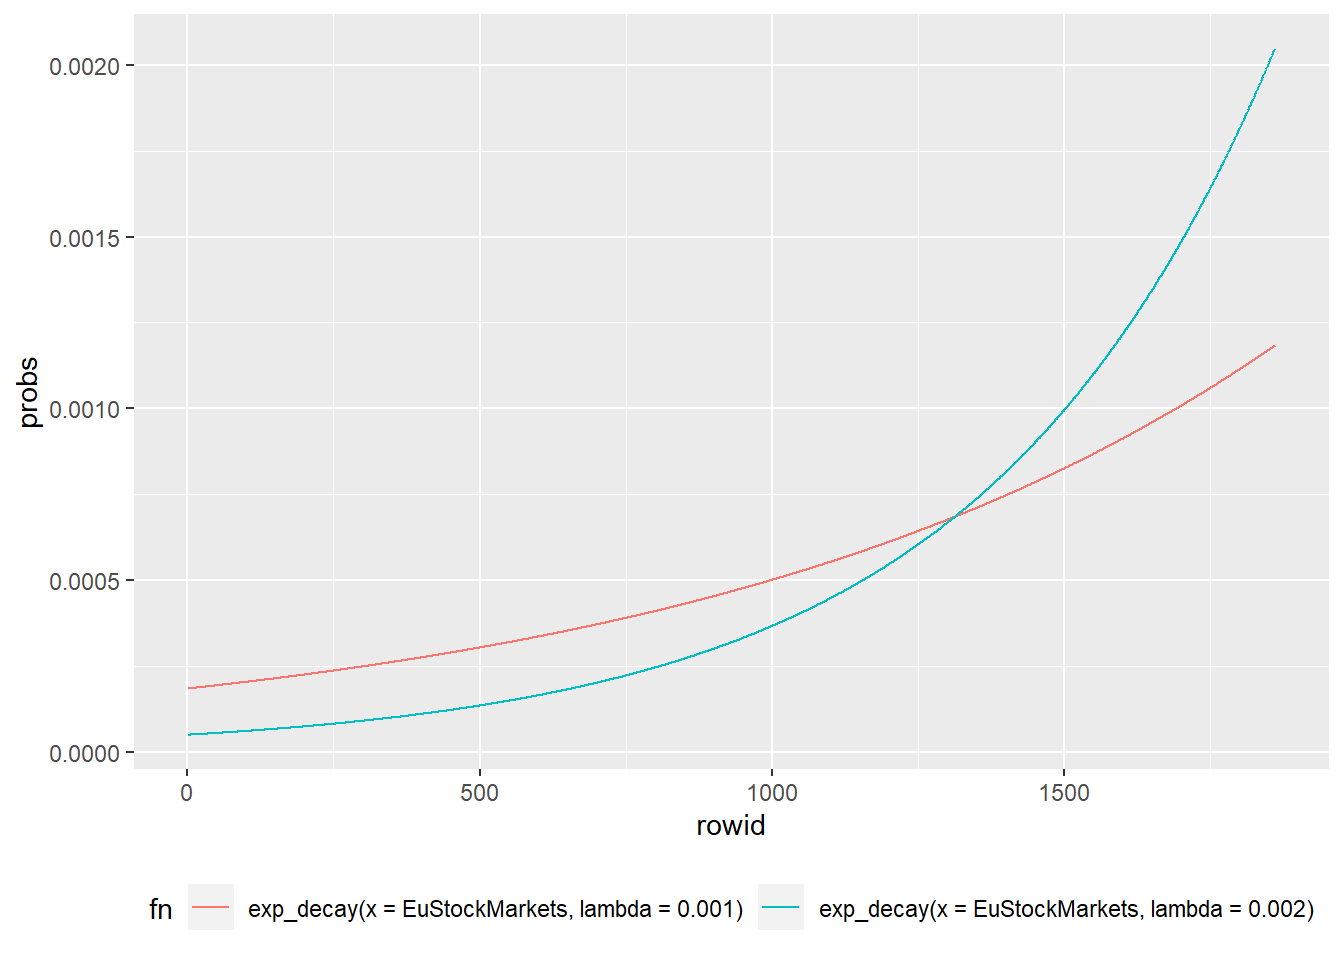 0.0020
0.0015
0.0010
0.0005
0.0000
probs
0 500 1000 1500
rowid
fn exp_decay(x = EuStockMarkets, lambda = 0.001) exp_decay(x = EuStockMarkets, lambda = 0.002)